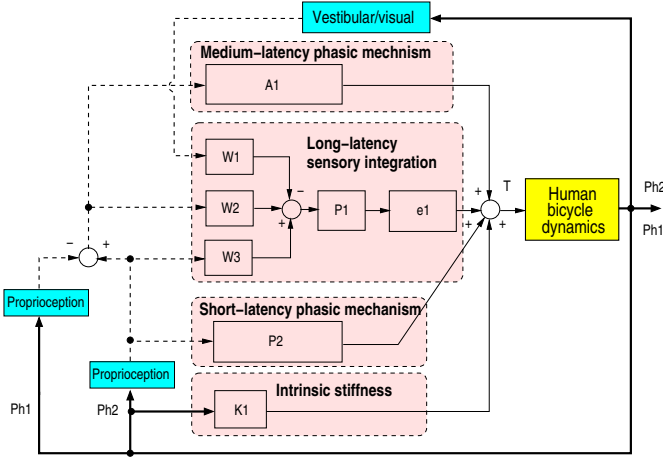 Vestibular/visual
Medium-latency phasic mechnism
A1
Long-latency
sensory integration
W1
W2
W3
P1
e1
−
+
+
+
+
+
T
Human
bicycle
dynamics
Ph2
Ph1
−
+
Proprioception
Short-latency phasic mechanism
P2
Proprioception
Intrinsic stiffness
K1
Ph1
Ph2